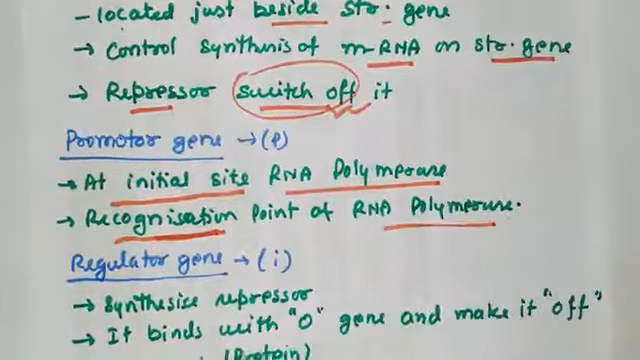 - located just beside str. gene
→ Control synthnis of m-RNA on str. gene
→ Repressor switch off it
Promotor gene → (P)
→ At initial site RNA Polymerase
→ Recognisation Point of RNA Polymerase.
Regulator gene → (i)
→ Synthesize repressor
→ It binds with "O" gene and make it "off"
(Protein)